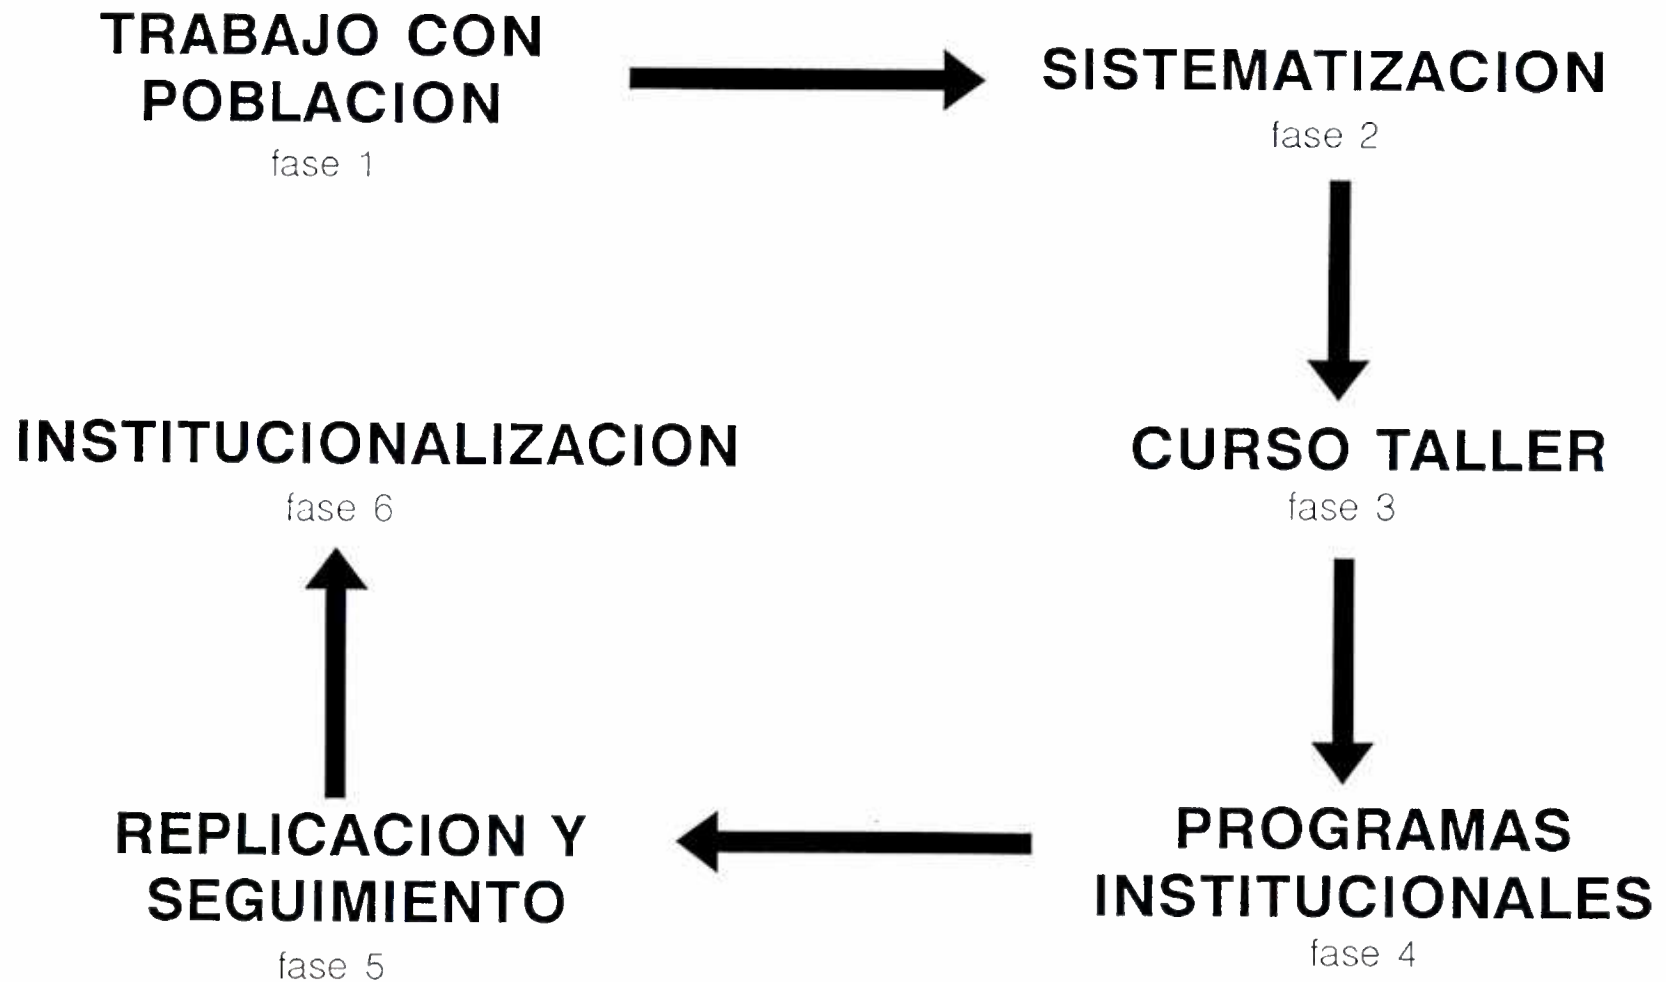 TRABAJO CON
POBLACION
fase 1
SISTEMATIZACION
fase 2
CURSO TALLER
fase 3
PROGRAMAS
INSTITUCIONALES
fase 4
REPLICACION Y
SEGUIMIENTO
fase 5
INSTITUCIONALIZACION
fase 6